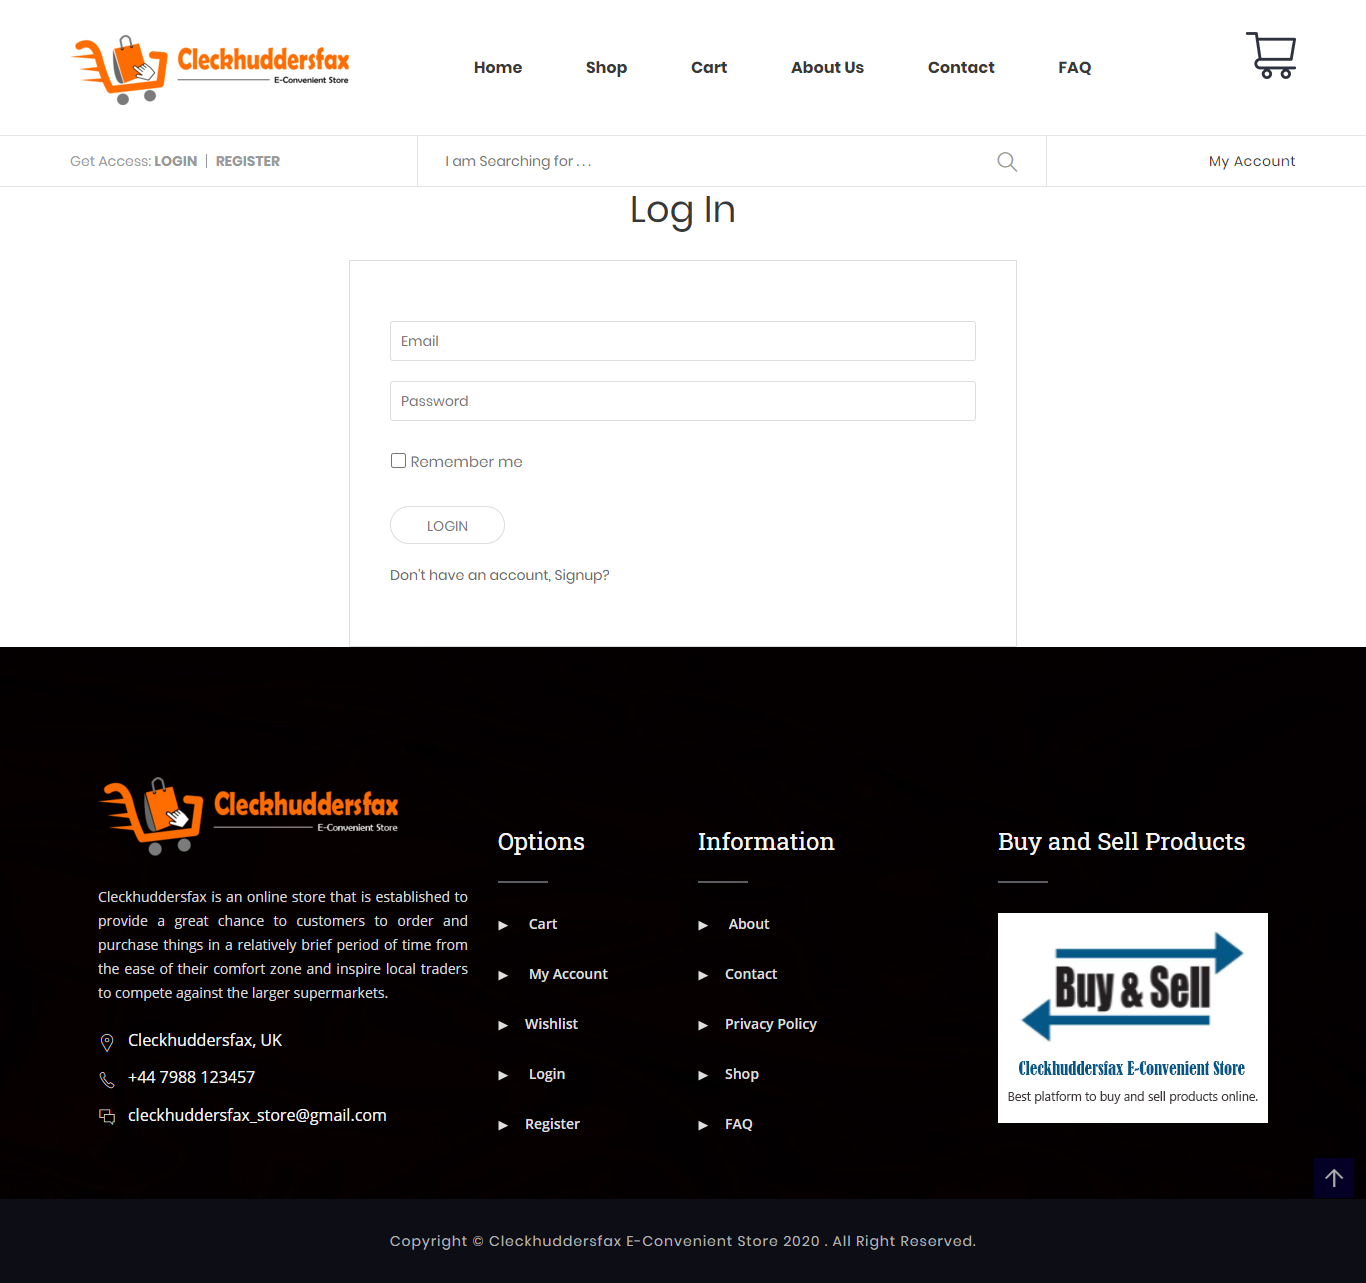 Cleckhuddersfax
E-Convenient Store
Home
Shop
Cart
About Us
Contact
FAQ
Get Access: LOGIN | REGISTER
I am Searching for . . .
My Account
Log In
Email
Password
Remember me
LOGIN
Don't have an account, Signup?
Cleckhuddersfax
E-Convenient Store
Cleckhuddersfax is an online store that is established to
provide a great chance to customers to order and
purchase things in a relatively brief period of time from
the ease of their comfort zone and inspire local traders
to compete against the larger supermarkets.
Cleckhuddersfax, UK
+44 7988 123457
cleckhuddersfax_store@gmail.com
Options
Cart
My Account
Wishlist
Login
Register
Information
About
Contact
Privacy Policy
Shop
FAQ
Buy and Sell Products
Buy & Sell
Cleckhuddersfax E-Convenient Store
Best platform to buy and sell products online.
Copyright © Cleckhuddersfax E-Convenient Store 2020 . All Right Reserved.